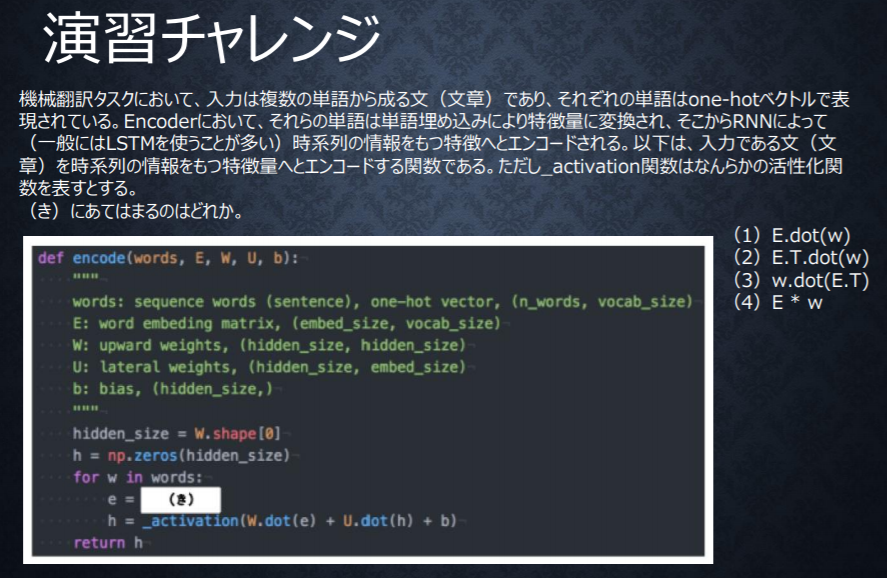 演習チャレンジ
機械翻訳タスクにおいて、入力は複数の単語から成る文（文章）であり、それぞれの単語はone-hotベクトルで表
現されている。Encoderにおいて、それらの単語は単語埋め込みにより特徴量に変換され、そこからRNNによって
（一般にはLSTMを使うことが多い）時系列の情報をもつ特徴へとエンコードされる。以下は、入力である文（文
章）を時系列の情報をもつ特徴量へとエンコードする関数である。ただし_activation関数はなんらかの活性化関
数を表すとする。
（き）にあてはまるのはどれか。
(1) E.dot(w)
(2) E.T.dot(w)
(3) w.dot(E.T)
(4) E * w
def encode(words, E, W, U, b):
"""
words: sequence words (sentence), one-hot vector, (n_words, vocab_size)
E: word embeding matrix, (embed_size, vocab_size)
W: upward weights, (hidden_size, hidden_size)
U: lateral weights, (hidden_size, embed_size)
b: bias, (hidden_size,)
"""
hidden_size = W.shape[0]
h = np.zeros(hidden_size)
for w in words:
e = （き）
h = _activation(W.dot(e) + U.dot(h) + b)
return h